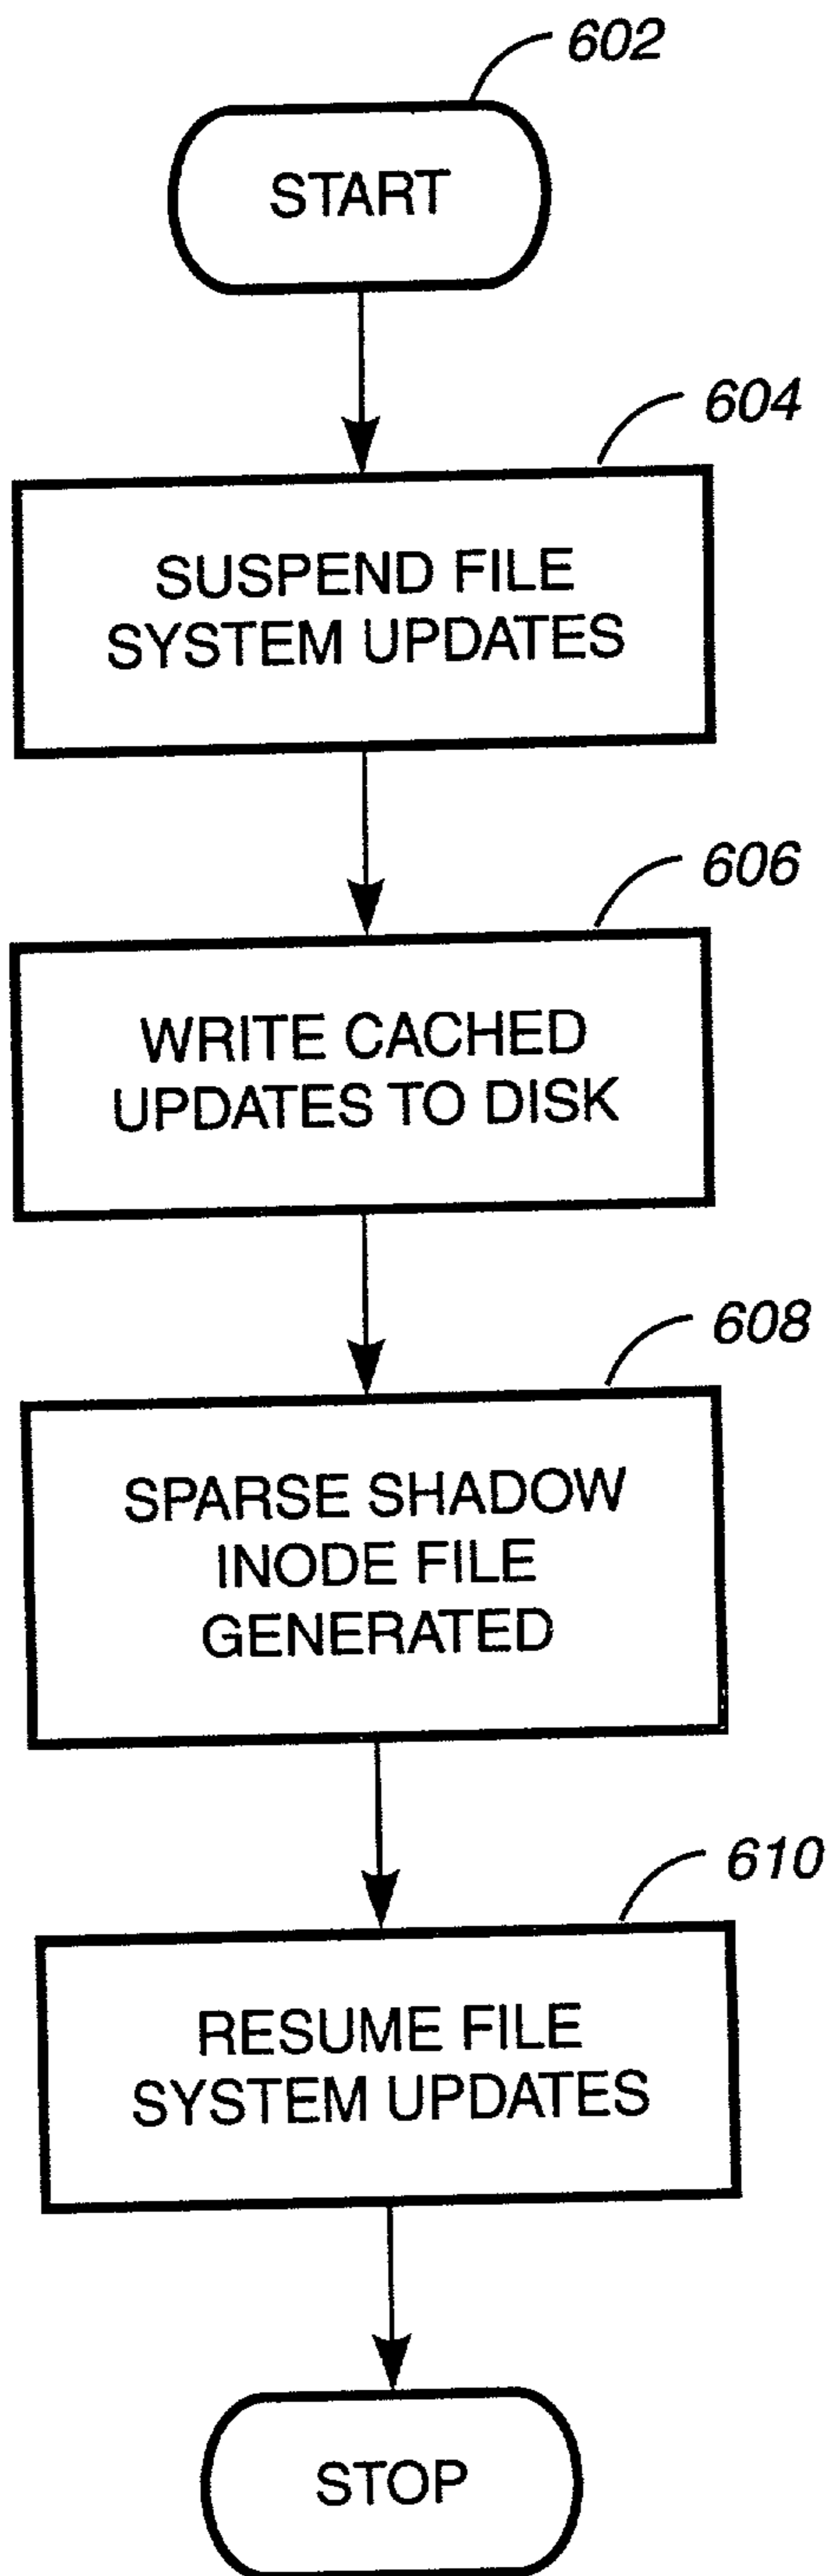 602
START
604
SUSPEND FILE
SYSTEM UPDATES
606
WRITE CACHED
UPDATES TO DISK
608
SPARSE SHADOW
INODE FILE
GENERATED
610
RESUME FILE
SYSTEM UPDATES
STOP